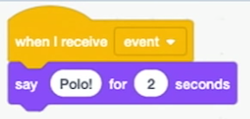 when I receive event
say Polo! for 2 seconds